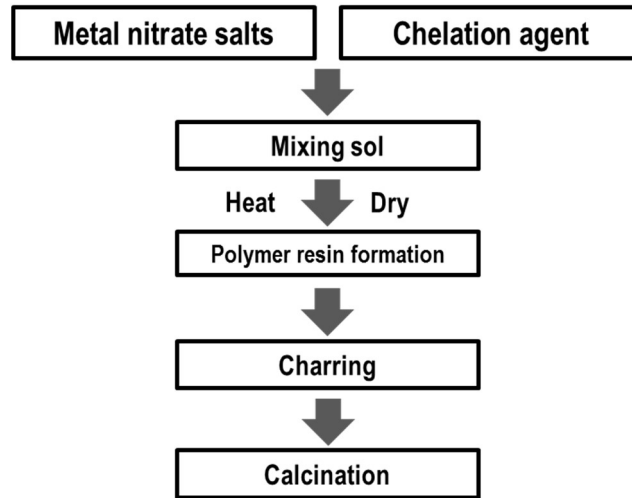 Metal nitrate salts
Chelation agent
Mixing sol
Heat Dry
Polymer resin formation
Charring
Calcination